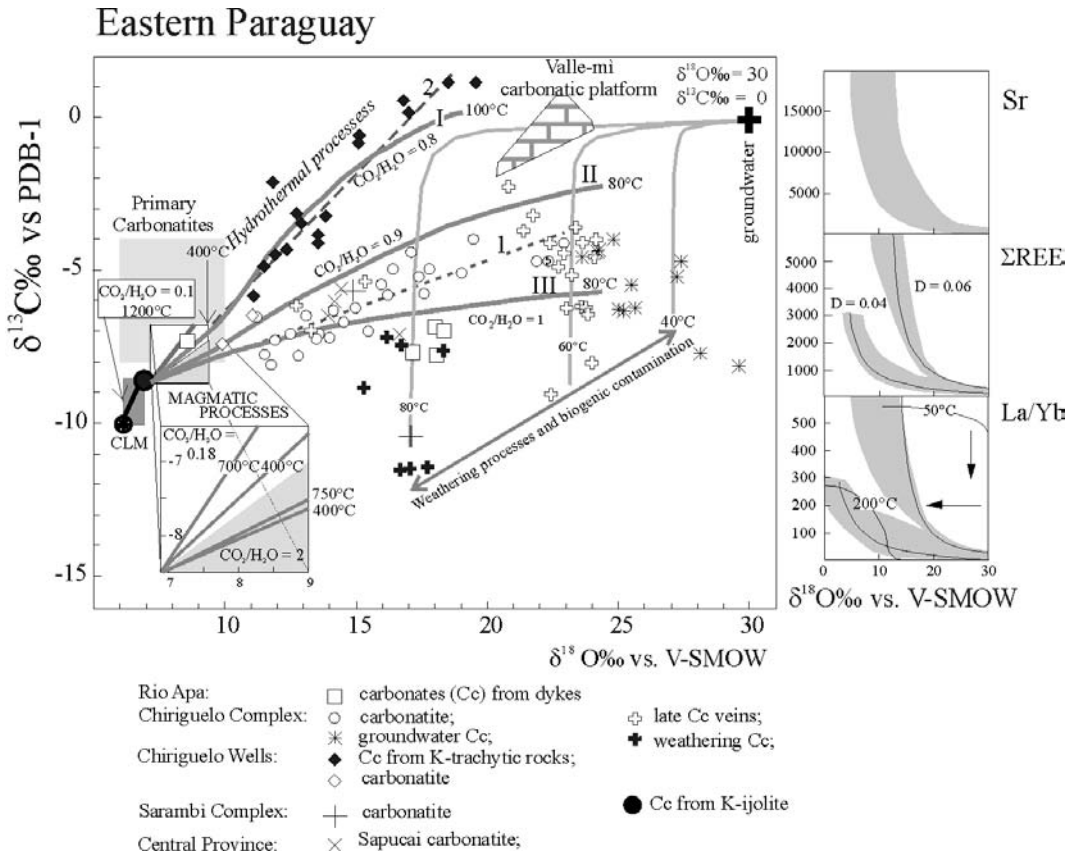 Eastern Paraguay
δ¹³C‰ vs PDB-1
0
-5
-10
-15
10
15
20
25
30
δ¹⁸O‰ vs. V-SMOW
Hydrothermal processess
2
I
100°C
CO₂/H₂O = 0.8
Valle-mì
carbonatic platform
δ¹⁸O‰ = 30
δ¹³C‰ = 0
groundwater
Primary
Carbonatites
400°C
CO₂/H₂O = 0.1
1200°C
CO₂/H₂O = 0.9
II
80°C
1
III
80°C
CO₂/H₂O = 1
40°C
60°C
80°C
Weathering processes and biogenic contamination
CLM
MAGMATIC
PROCESSES
CO₂/H₂O =
0.18
700°C
400°C
750°C
400°C
CO₂/H₂O = 2
-7
-8
7
8
9
Sr
15000
10000
5000
ΣREE
5000
4000
3000
2000
1000
D = 0.04
D = 0.06
La/Yb
500
400
300
200
100
50°C
200°C
0
10
20
30
δ¹⁸O‰ vs. V-SMOW
Rio Apa:
carbonates (Cc) from dykes
Chiriguelo Complex:
carbonatite;
late Cc veins;
groundwater Cc;
weathering Cc;
Chiriguelo Wells:
Cc from K-trachytic rocks;
carbonatite
Sarambi Complex:
carbonatite
Cc from K-ijolite
Central Province:
Sapucai carbonatite;